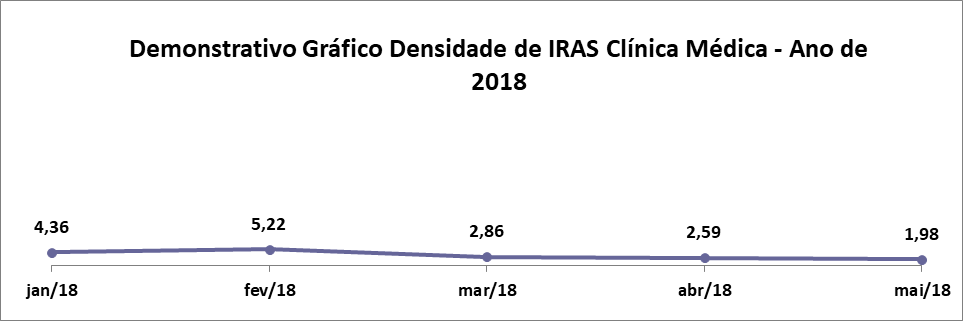 Demonstrativo Gráfico Densidade de IRAS Clínica Médica - Ano de
2018
4,36
5,22
2,86
2,59
1,98
jan/18
fev/18
mar/18
abr/18
mai/18